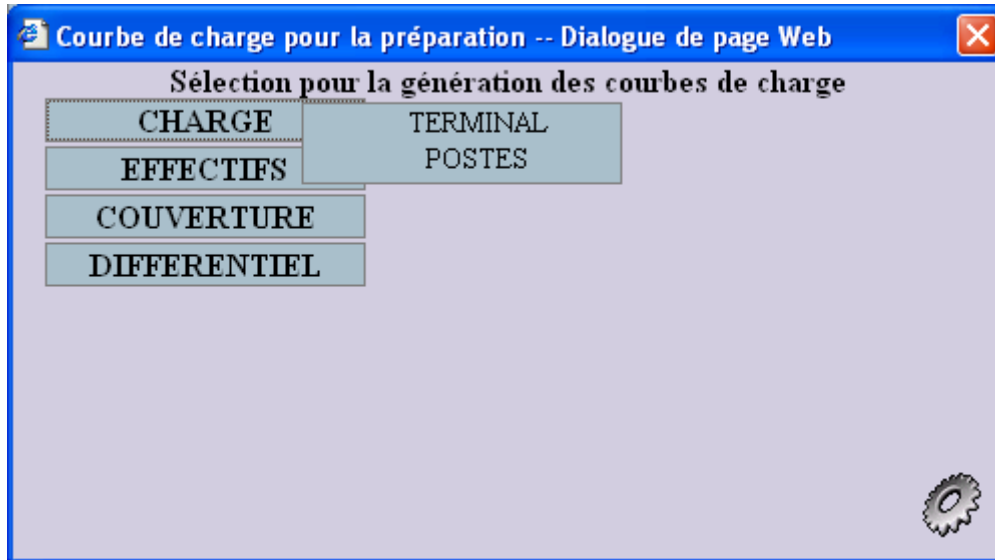 Courbe de charge pour la préparation -- Dialogue de page Web
Sélection pour la génération des courbes de charge
CHARGE
TERMINAL
POSTES
EFFECTIFS
COUVERTURE
DIFFERENTIEL